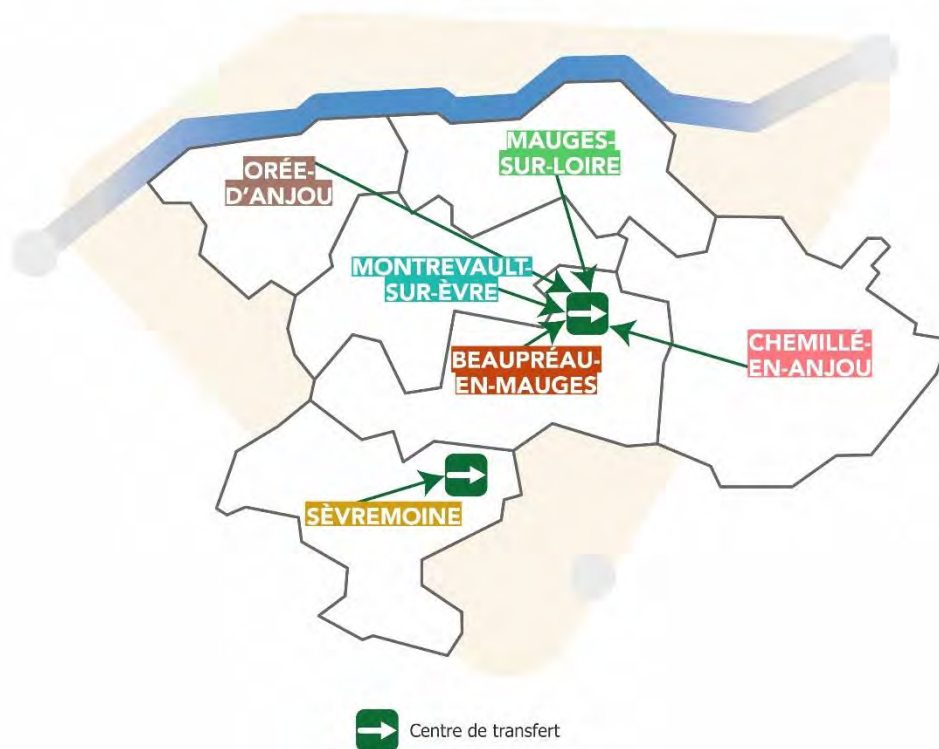 MAUGES-
SUR-LOIRE
ORÉE-
D'ANJOU
MONTREVAULT-
SUR-ÈVRE
CHEMILLÉ-
EN-ANJOU
BEAUPRÉAU-
EN-MAUGES
SÈVREMOINE
Centre de transfert